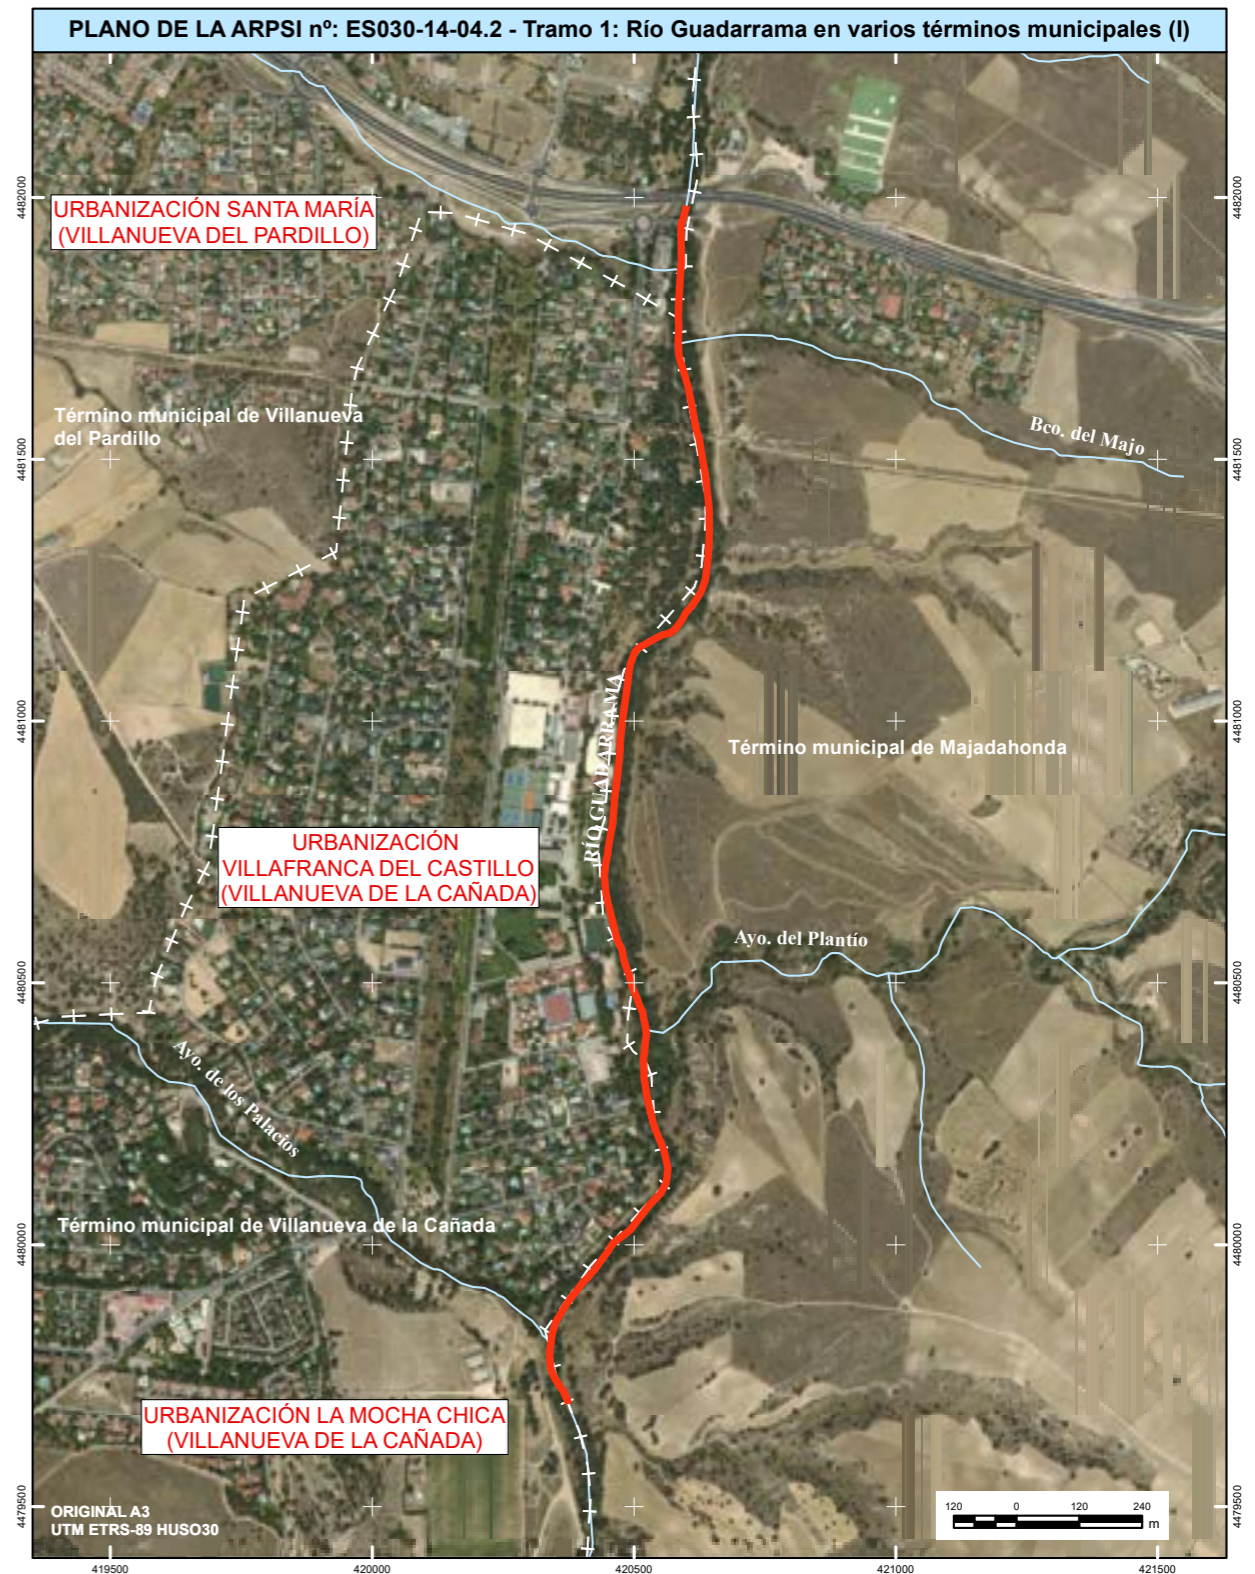 PLANO DE LA ARPSI nº: ES030-14-04.2 - Tramo 1: Río Guadarrama en varios términos municipales (I)
4482000
4482000
URBANIZACIÓN SANTA MARÍA
(VILLANUEVA DEL PARDILLO)
Término municipal de Villanueva
del Pardillo
Bco. del Majo
4481500
4481500
RÍO GUADARRAMA
4481000
4481000
Término municipal de Majadahonda
URBANIZACIÓN
VILLAFRANCA DEL CASTILLO
(VILLANUEVA DE LA CAÑADA)
Ayo. del Plantío
4480500
4480500
Ayo. de los Palacios
Término municipal de Villanueva de la Cañada
4480000
4480000
URBANIZACIÓN LA MOCHA CHICA
(VILLANUEVA DE LA CAÑADA)
4479500
4479500
ORIGINAL A3
UTM ETRS-89 HUSO30
120 0 120 240
m
419500 420000 420500 421000 421500